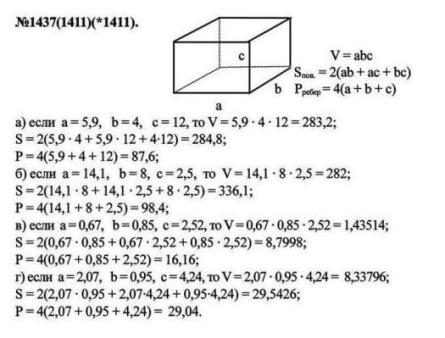 №1437(1411)(*1411).
c
b
a
V = abc
Sпов. = 2(ab + ac + bc)
Pребер = 4(a + b + c)
а) если a = 5,9, b = 4, c = 12, то V = 5,9 · 4 · 12 = 283,2;
S = 2(5,9 · 4 + 5,9 · 12 + 4·12) = 284,8;
P = 4(5,9 + 4 + 12) = 87,6;
б) если a = 14,1, b = 8, c = 2,5, то V = 14,1 · 8 · 2,5 = 282;
S = 2(14,1 · 8 + 14,1 · 2,5 + 8 · 2,5) = 336,1;
P = 4(14,1 + 8 + 2,5) = 98,4;
в) если a = 0,67, b = 0,85, c = 2,52, то V = 0,67 · 0,85 · 2,52 = 1,43514;
S = 2(0,67 · 0,85 + 0,67 · 2,52 + 0,85 · 2,52) = 8,7998;
P = 4(0,67 + 0,85 + 2,52) = 16,16;
г) если a = 2,07, b = 0,95, c = 4,24, то V = 2,07 · 0,95 · 4,24 = 8,33796;
S = 2(2,07 · 0,95 + 2,07·4,24 + 0,95·4,24) = 29,5426;
P = 4(2,07 + 0,95 + 4,24) = 29,04.